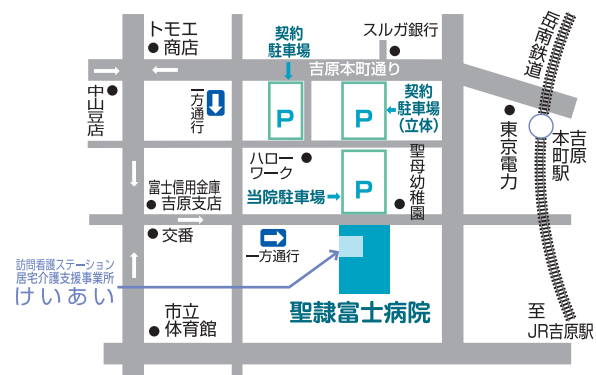 トモエ
商店
契約
駐車場
スルガ銀行
岳南鉄道
吉原本町通り
中山豆店
一方通行
P
P
契約
駐車場
(立体)
東京電力
吉原
本町駅
ハロー
ワーク
聖母幼稚園
富士信用金庫
吉原支店
当院駐車場
P
交番
一方通行
訪問看護ステーション
居宅介護支援事業所
けいあい
聖隷富士病院
市立
体育館
至
JR吉原駅